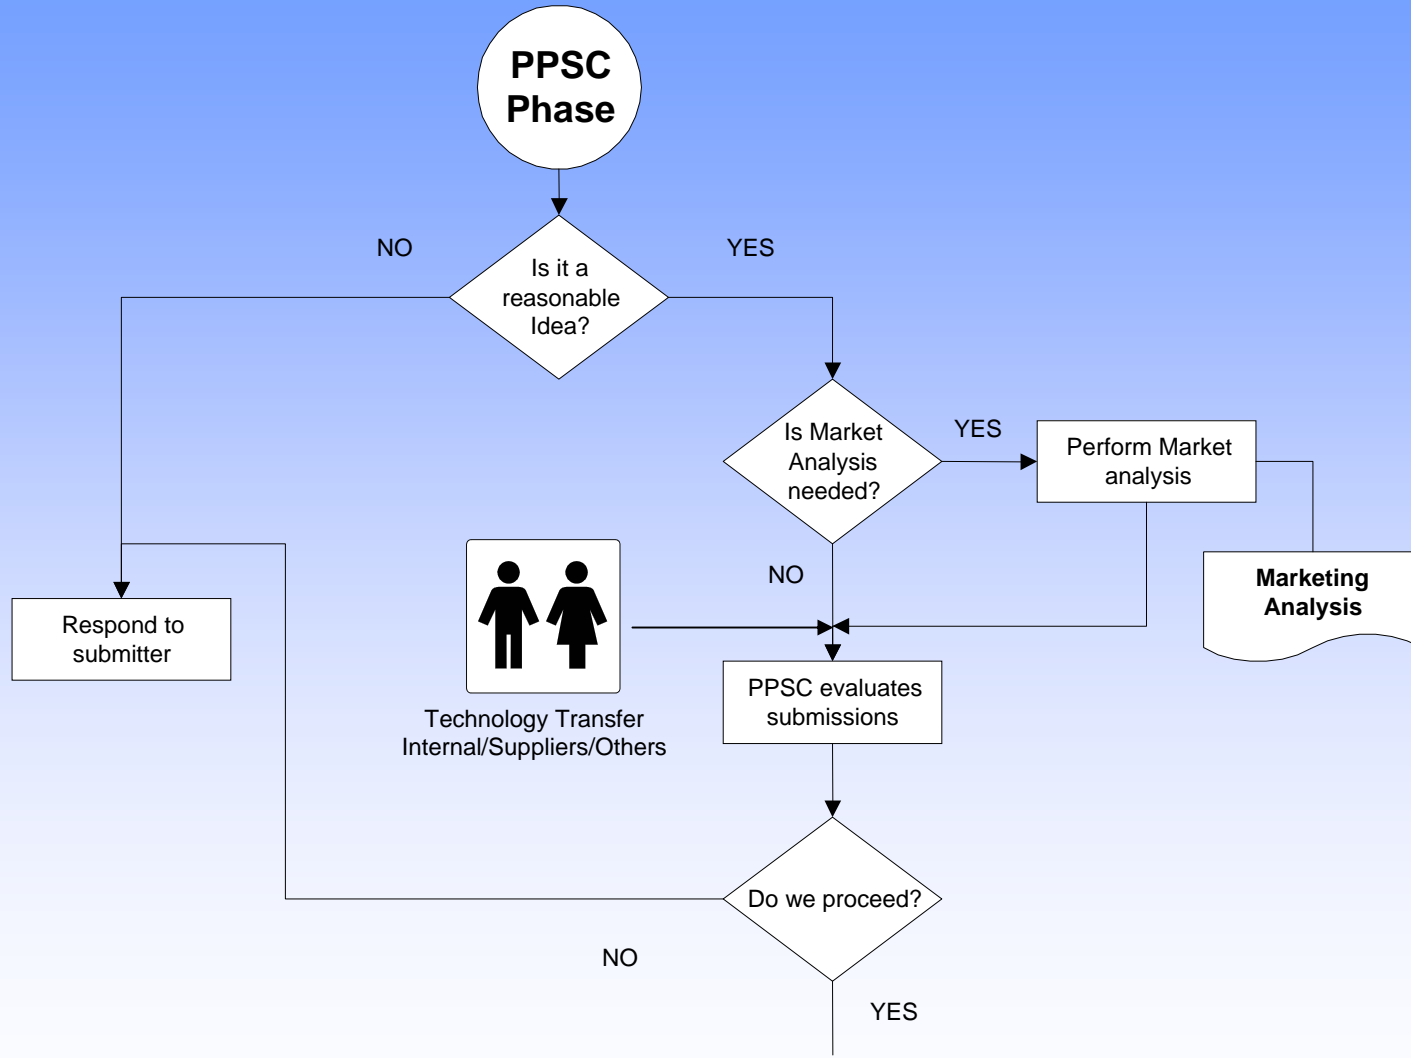 PPSC
Phase
NO
YES
Is it a
reasonable
Idea?
Is Market
Analysis
needed?
YES
Perform Market
analysis
NO
Marketing
Analysis
Respond to
submitter
Technology Transfer
Internal/Suppliers/Others
PPSC evaluates
submissions
Do we proceed?
NO
YES